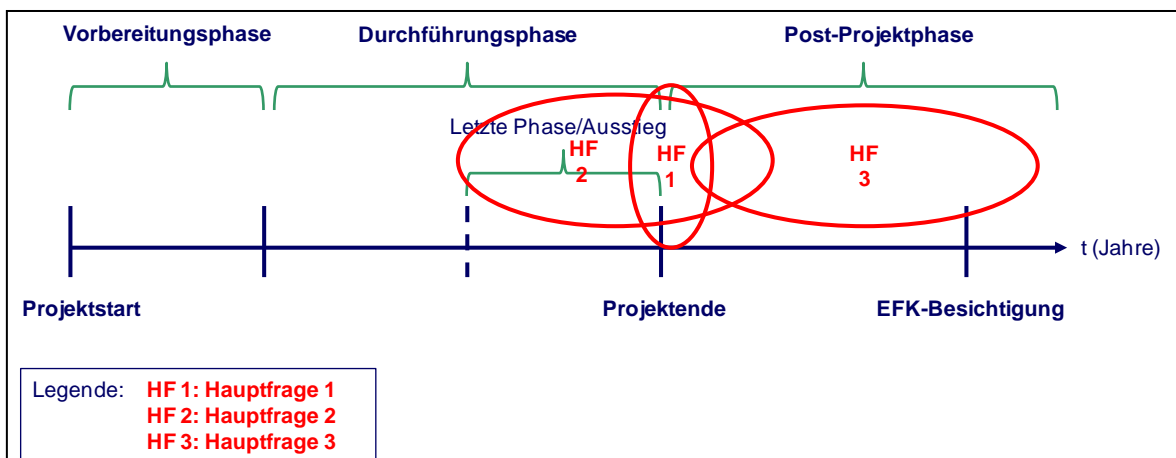 Vorbereitungsphase
Durchführungsphase
Post-Projektphase
Letzte Phase/Ausstieg
HF
2
HF
1
HF
3
t (Jahre)
Projektstart
Projektende
EFK-Besichtigung
Legende: HF 1: Hauptfrage 1
HF 2: Hauptfrage 2
HF 3: Hauptfrage 3